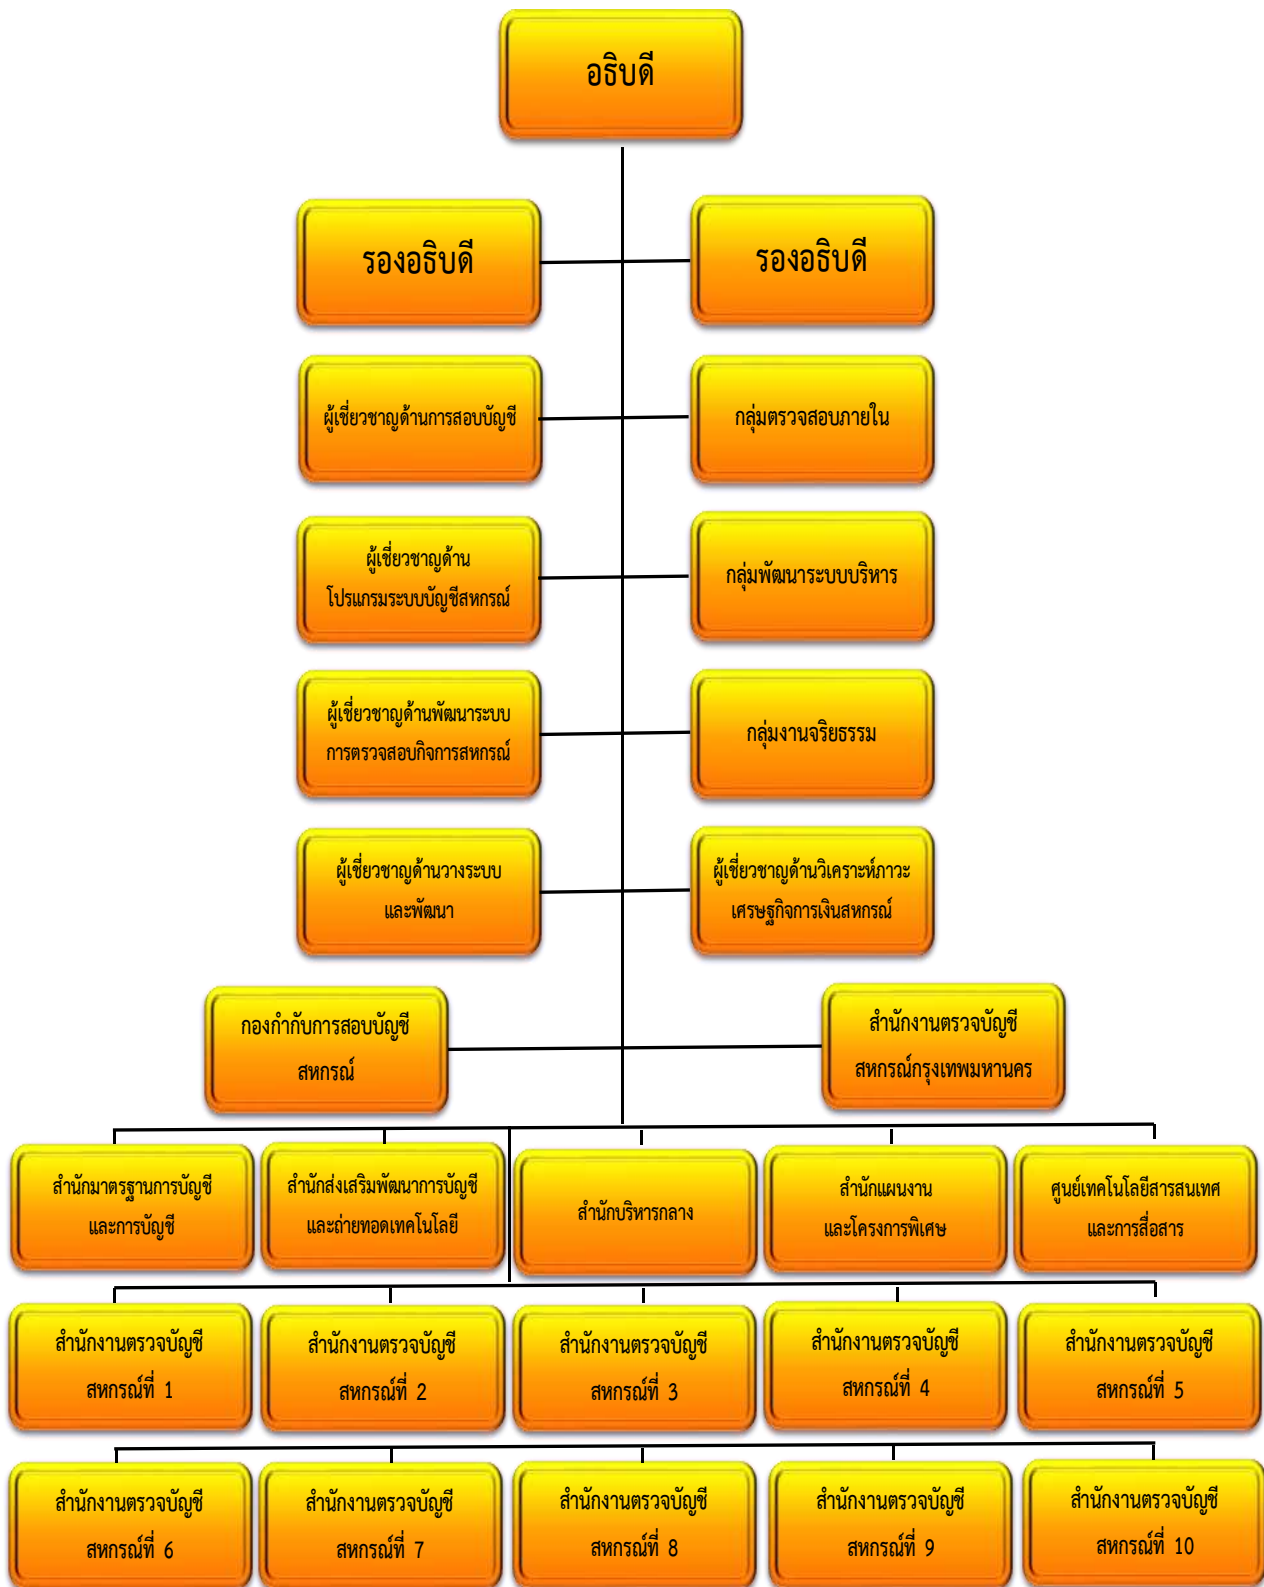 อธิบดี
รองอธิบดี
รองอธิบดี
ผู้เชี่ยวชาญด้านการสอบบัญชี
กลุ่มตรวจสอบภายใน
ผู้เชี่ยวชาญด้าน
โปรแกรมระบบบัญชีสหกรณ์
กลุ่มพัฒนาระบบบริหาร
ผู้เชี่ยวชาญด้านพัฒนาระบบ
การตรวจสอบกิจการสหกรณ์
กลุ่มงานจริยธรรม
ผู้เชี่ยวชาญด้านวางระบบ
และพัฒนา
ผู้เชี่ยวชาญด้านวิเคราะห์ภาวะ
เศรษฐกิจการเงินสหกรณ์
กองกำกับการสอบบัญชี
สหกรณ์
สำนักงานตรวจบัญชี
สหกรณ์กรุงเทพมหานคร
สำนักมาตรฐานการบัญชี
และการบัญชี
สำนักส่งเสริมพัฒนาการบัญชี
และถ่ายทอดเทคโนโลยี
สำนักบริหารกลาง
สำนักแผนงาน
และโครงการพิเศษ
ศูนย์เทคโนโลยีสารสนเทศ
และการสื่อสาร
สำนักงานตรวจบัญชี
สหกรณ์ที่ 1
สำนักงานตรวจบัญชี
สหกรณ์ที่ 2
สำนักงานตรวจบัญชี
สหกรณ์ที่ 3
สำนักงานตรวจบัญชี
สหกรณ์ที่ 4
สำนักงานตรวจบัญชี
สหกรณ์ที่ 5
สำนักงานตรวจบัญชี
สหกรณ์ที่ 6
สำนักงานตรวจบัญชี
สหกรณ์ที่ 7
สำนักงานตรวจบัญชี
สหกรณ์ที่ 8
สำนักงานตรวจบัญชี
สหกรณ์ที่ 9
สำนักงานตรวจบัญชี
สหกรณ์ที่ 10